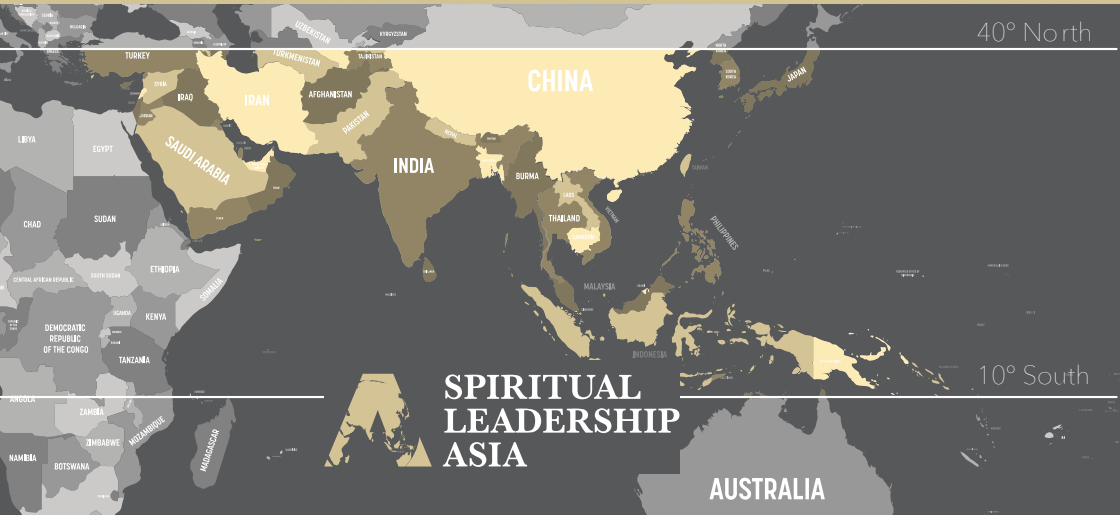 UZBEKISTAN
KYRGYZSTAN
40° North
TURKEY
TURKMENISTAN
TAJIKISTAN
SYRIA
IRAQ
IRAN
AFGHANISTAN
CHINA
SOUTH
KOREA
JAPAN
LIBYA
EGYPT
SAUDI ARABIA
PAKISTAN
NEPAL
INDIA
BURMA
TAIWAN
CHAD
SUDAN
LAOS
THAILAND
VIETNAM
PHILIPPINES
CENTRAL AFRICAN REPUBLIC
SOUTH SUDAN
ETHIOPIA
SOMALIA
MALAYSIA
UGANDA
KENYA
DEMOCRATIC
REPUBLIC
OF THE CONGO
TANZANIA
INDONESIA
10° South
ANGOLA
ZAMBIA
MOZAMBIQUE
ZIMBABWE
MADAGASCAR
NAMIBIA
BOTSWANA
SPIRITUAL
LEADERSHIP
ASIA
AUSTRALIA